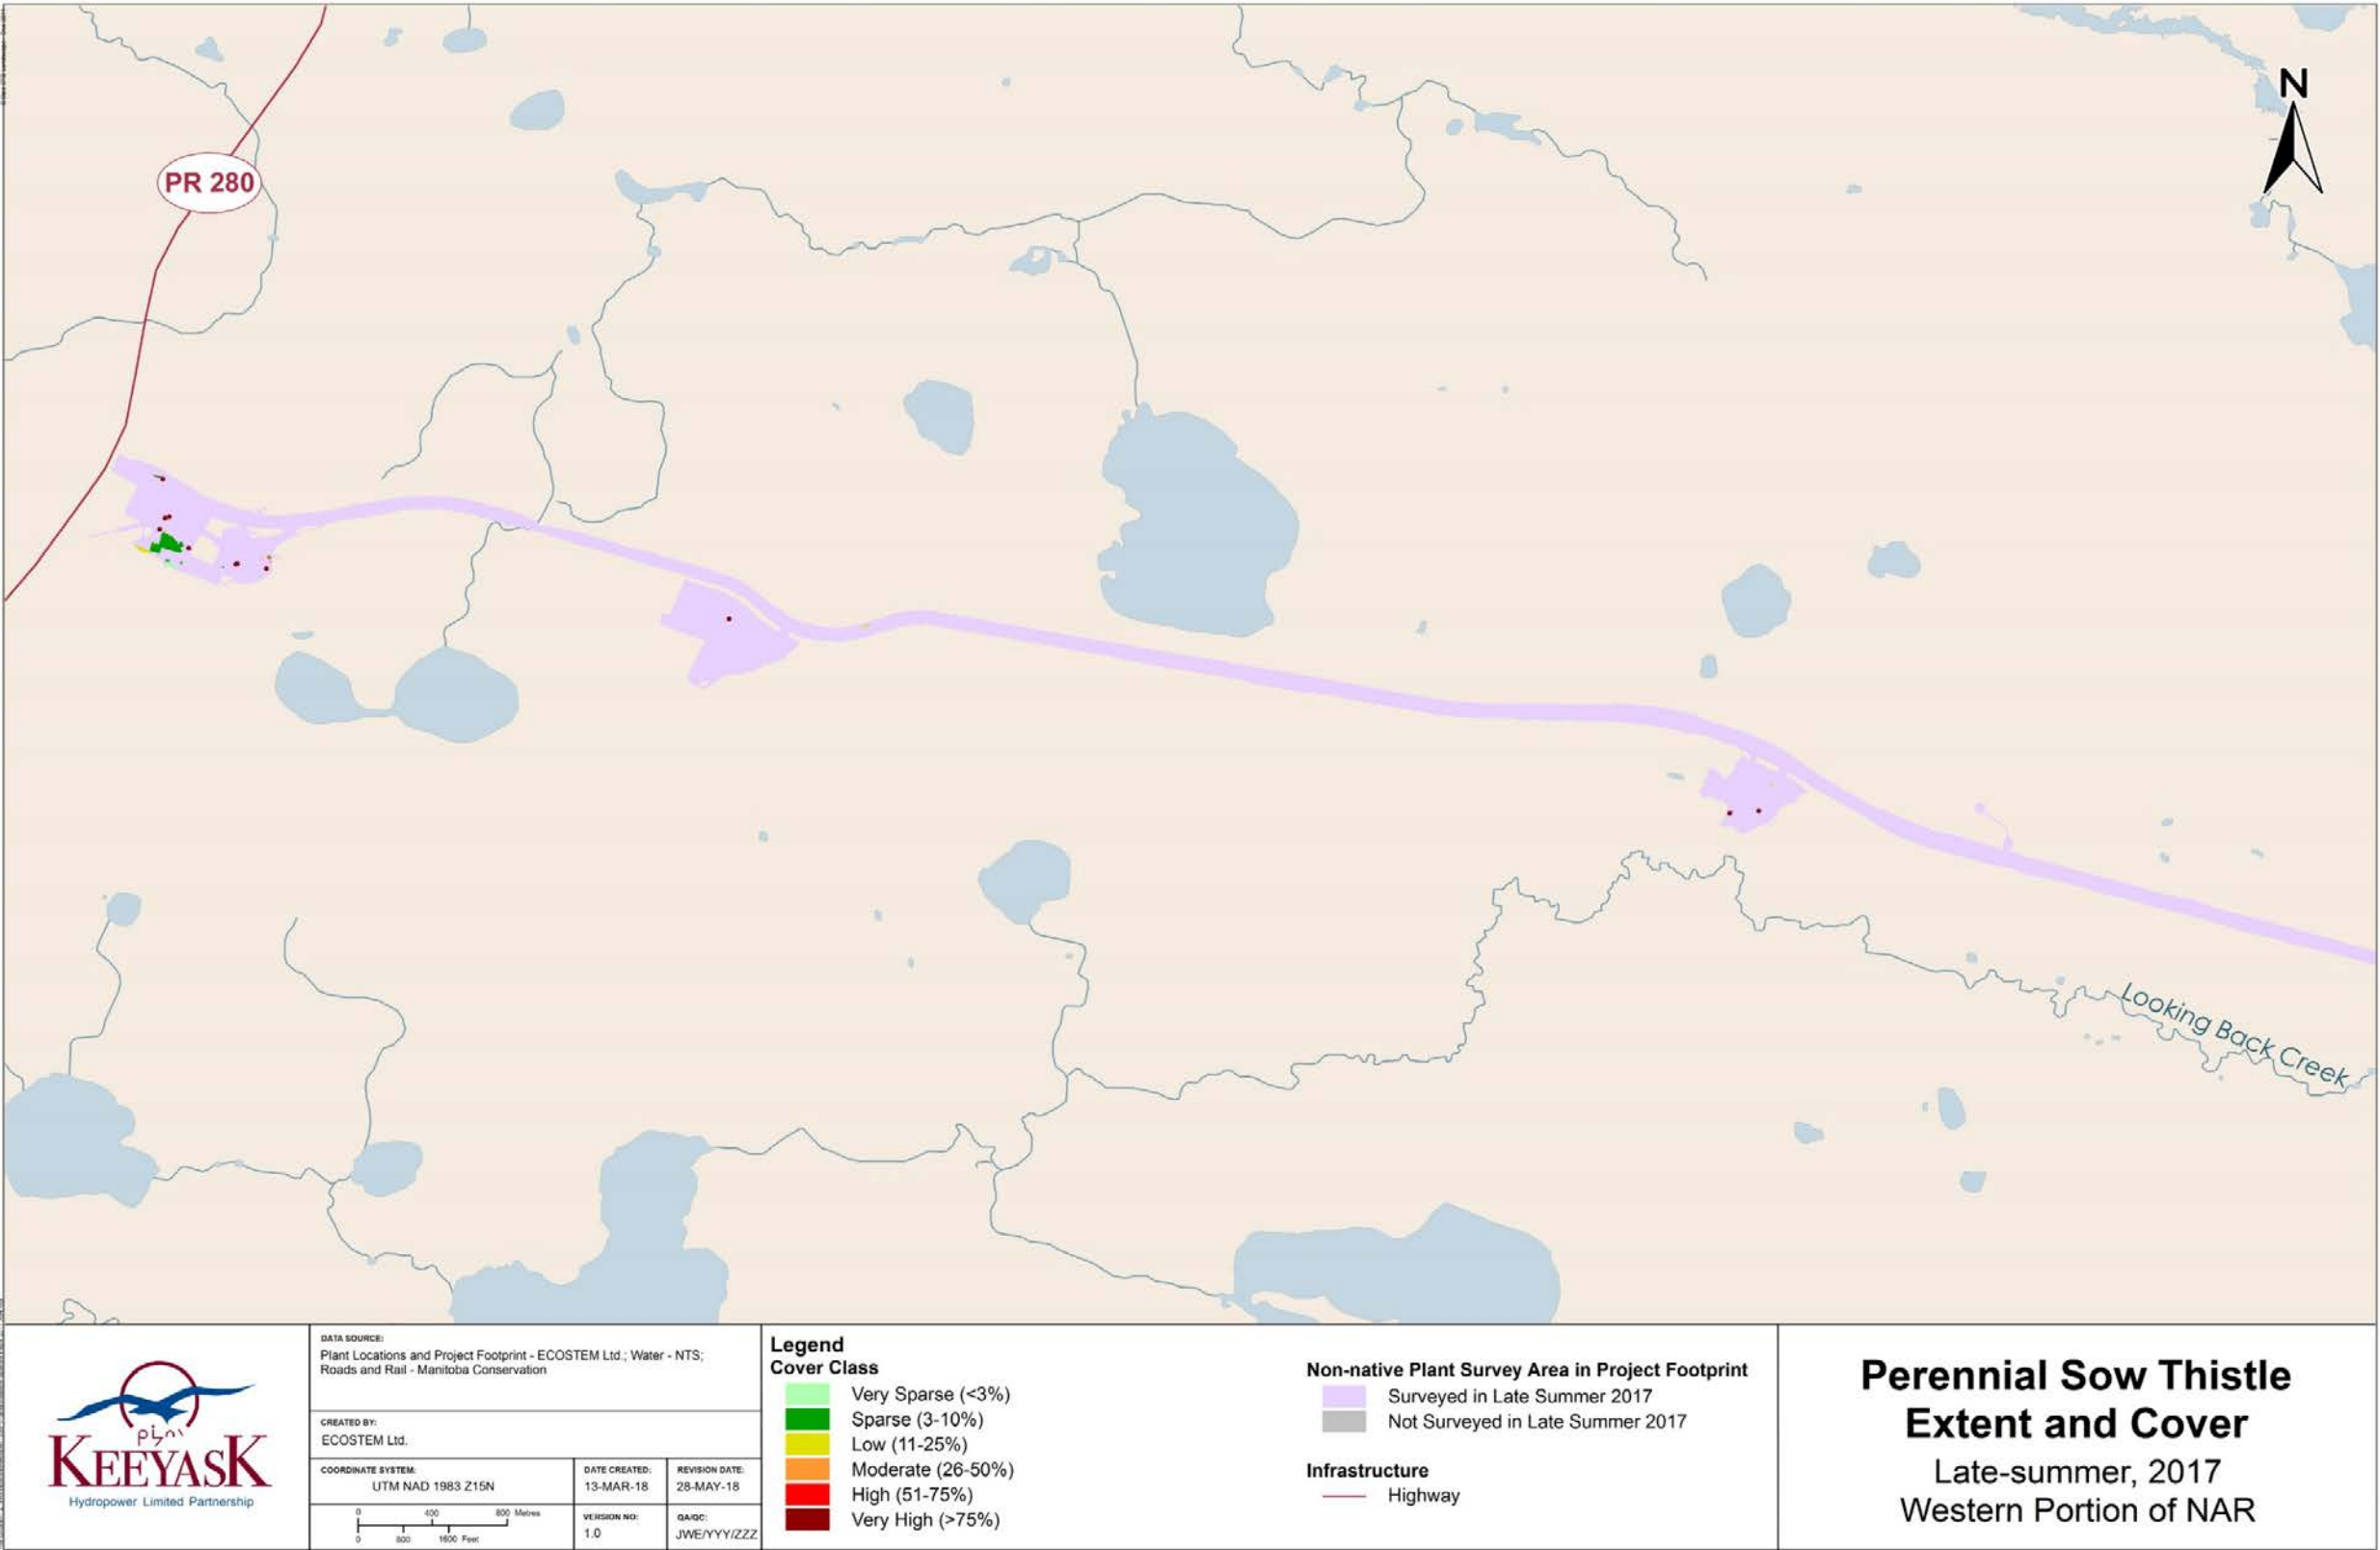 N
PR 280
Looking Back Creek
KEEYASK
Hydropower Limited Partnership
DATA SOURCE:
Plant Locations and Project Footprint - ECOSTEM Ltd.; Water - NTS;
Roads and Rail - Manitoba Conservation
CREATED BY:
ECOSTEM Ltd.
COORDINATE SYSTEM:
UTM NAD 1983 Z15N
DATE CREATED:
13-MAR-18
REVISION DATE:
28-MAY-18
0 400 800 Metres
0 800 1600 Feet
VERSION NO:
1.0
QA/QC:
JWE/YYY/ZZZ
Legend
Cover Class
Very Sparse (<3%)
Sparse (3-10%)
Low (11-25%)
Moderate (26-50%)
High (51-75%)
Very High (>75%)
Non-native Plant Survey Area in Project Footprint
Surveyed in Late Summer 2017
Not Surveyed in Late Summer 2017
Infrastructure
Highway
Perennial Sow Thistle
Extent and Cover
Late-summer, 2017
Western Portion of NAR